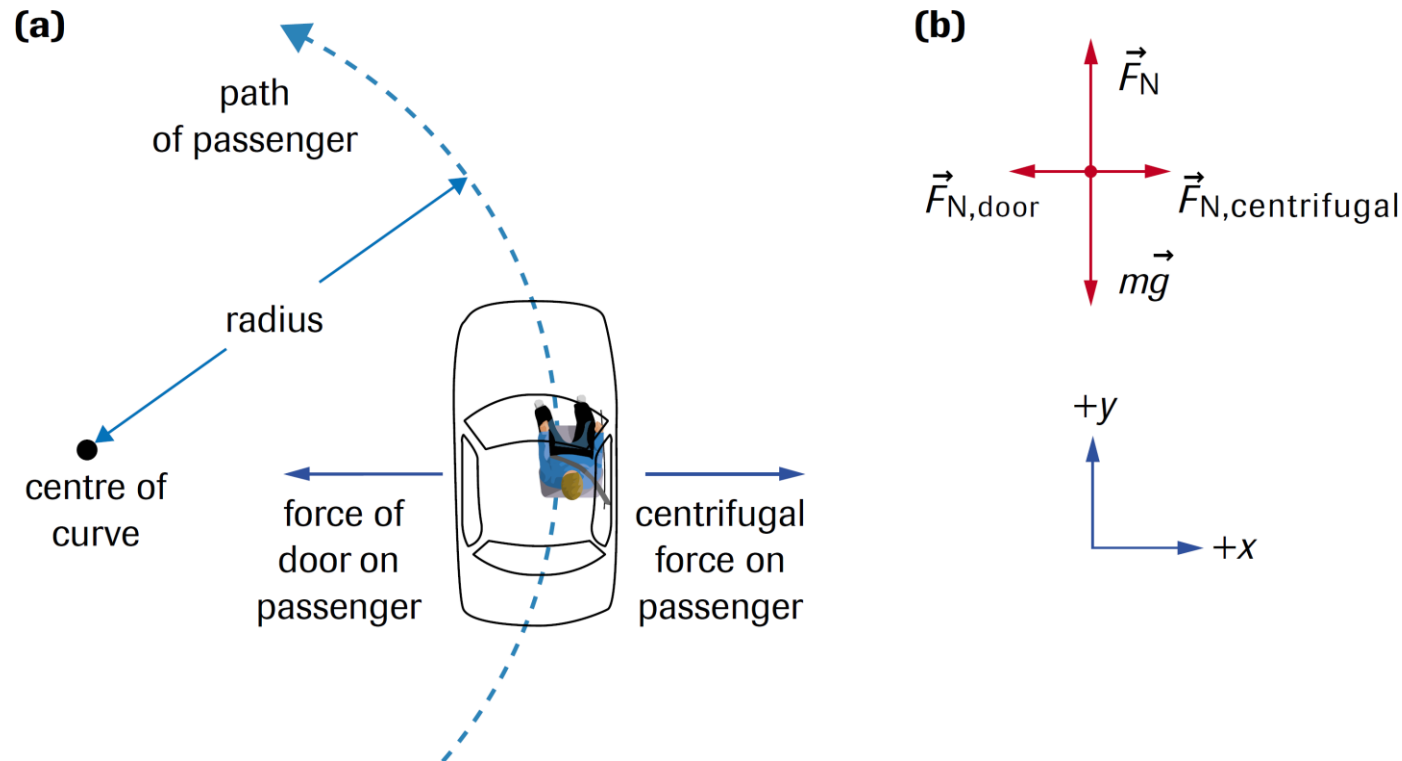 (a)
path
of passenger
radius
centre of
curve
force of
door on
passenger
centrifugal
force on
passenger
(b)
F⃗N
F⃗N,door
F⃗N,centrifugal
mg⃗
+y
+x